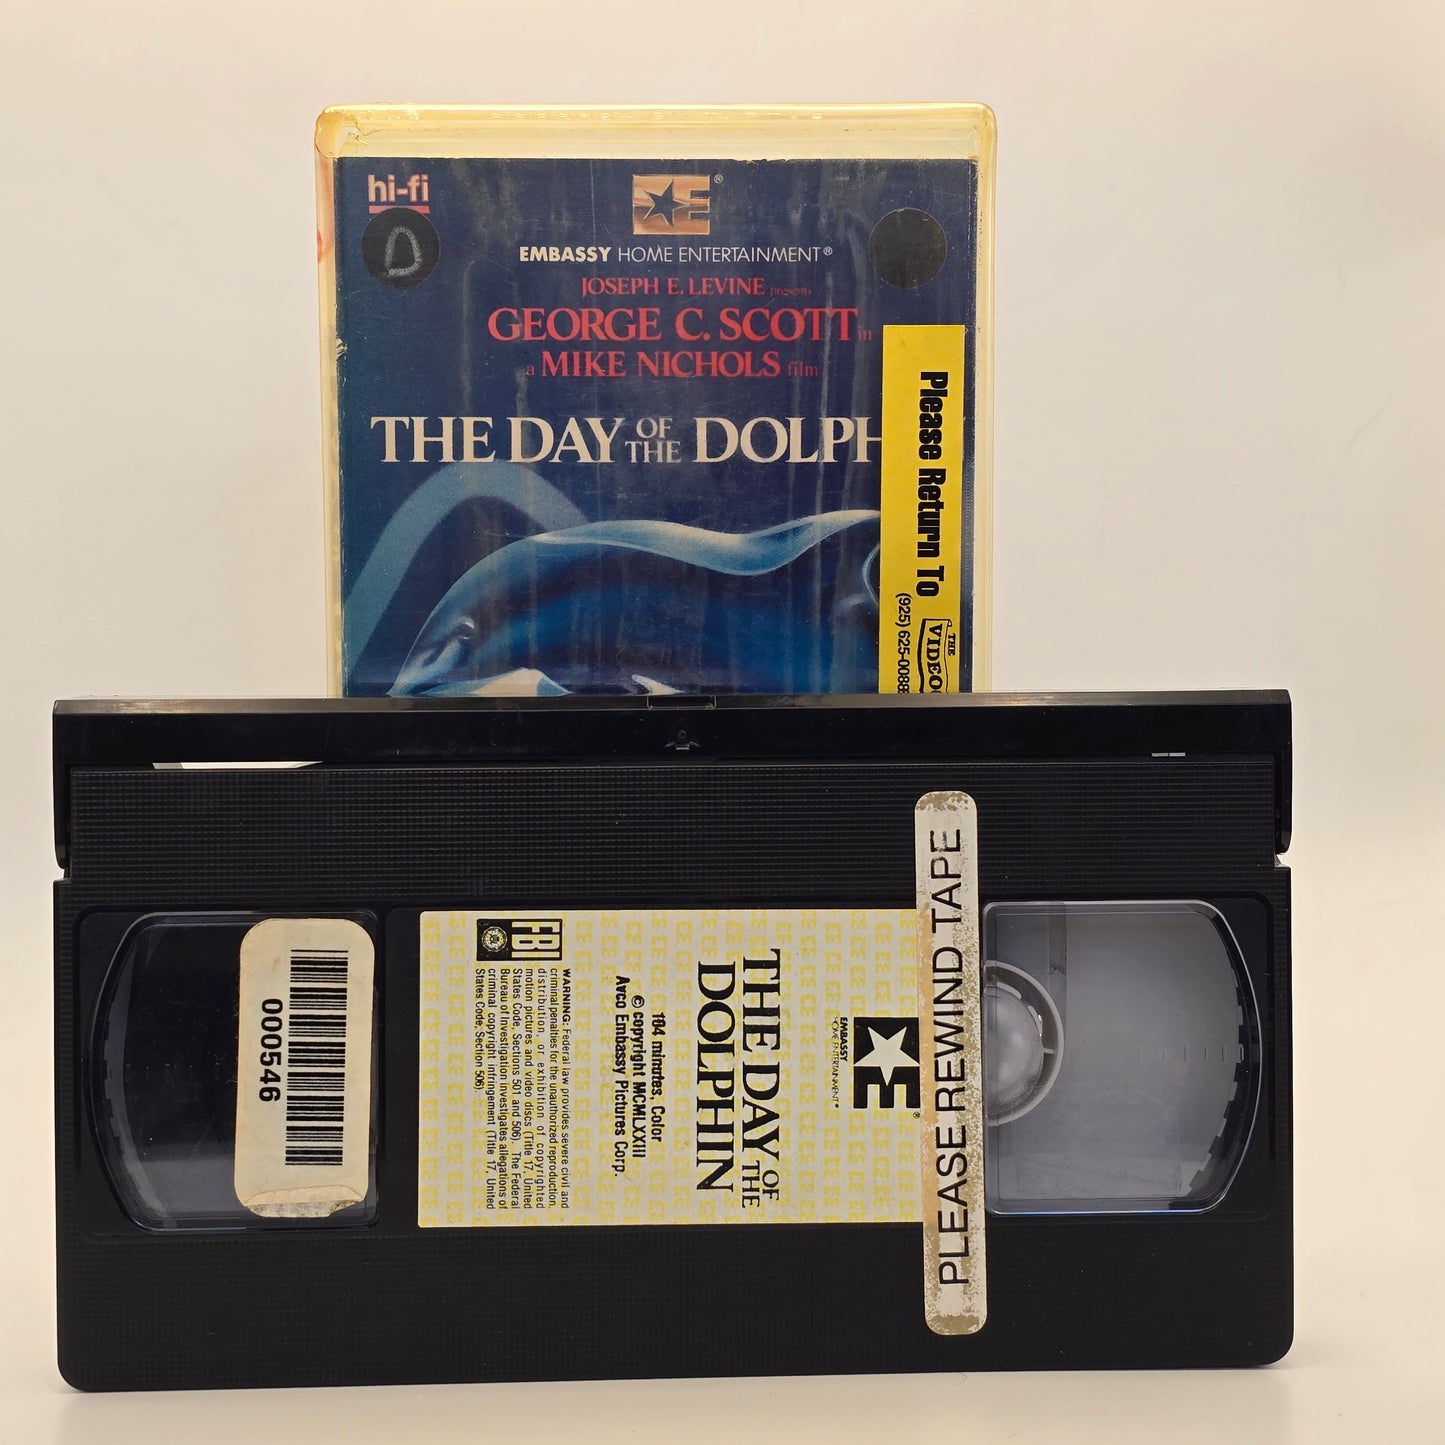 hi-fi
D
E®
EMBASSY HOME ENTERTAINMENT®
JOSEPH E. LEVINE presents
GEORGE C. SCOTT in
a MIKE NICHOLS film
THE DAY OF THE DOLPH
Please Return To
THE
VIDEO
(925) 625-0088
PLEASE REWIND TAPE
E®
EMBASSY
HOME ENTERTAINMENT®
THE DAY OF THE
DOLPHIN
104 minutes, Color
© copyright MCMLXXIII
Avco Embassy Pictures Corp.
FBI
WARNING: Federal law provides severe civil and
criminal penalties for the unauthorized reproduction,
distribution, or exhibition of copyrighted
motion pictures and video discs (Title 17, United
States Code, Sections 501 and 506). The Federal
Bureau of Investigation investigates allegations of
criminal copyright infringement (Title 17, United
States Code, Section 506)
000546